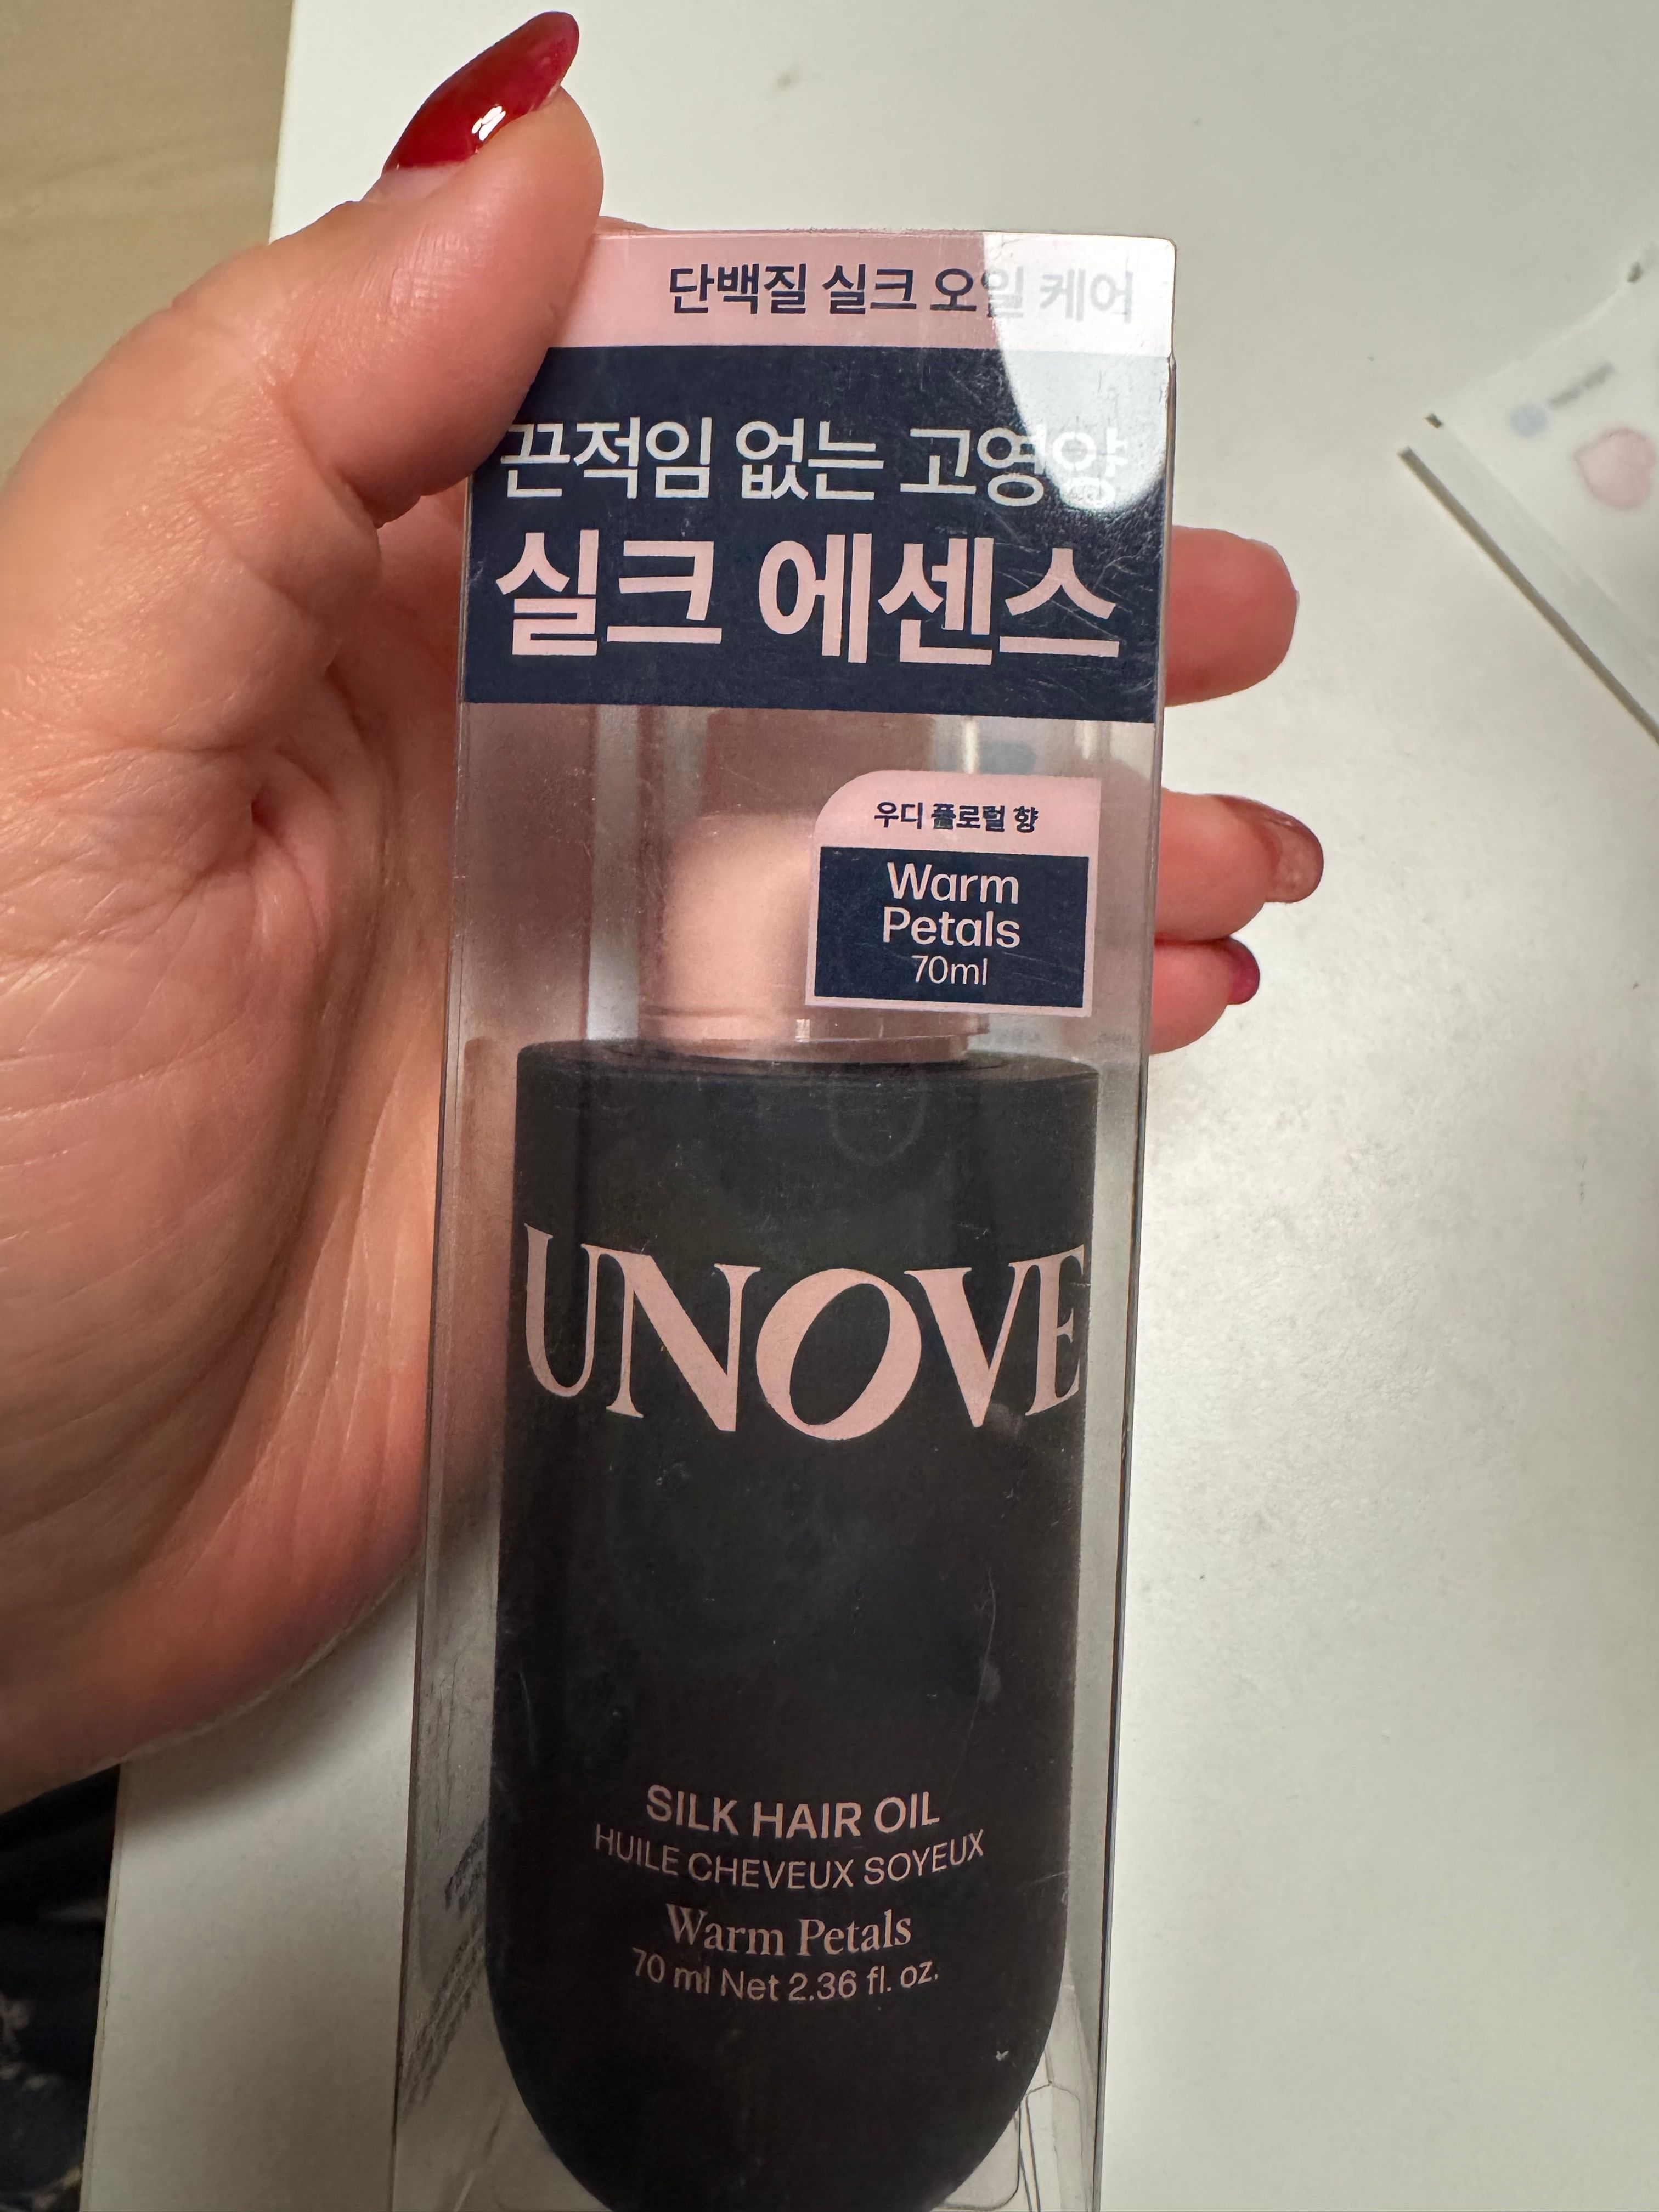 단백질 실크 오일 케어
끈적임 없는 고영양
실크 에센스
우디 플로럴 향
Warm
Petals
70ml
UNOVE
SILK HAIR OIL
HUILE CHEVEUX SOYEUX
Warm Petals
70 ml Net 2.36 fl. oz.